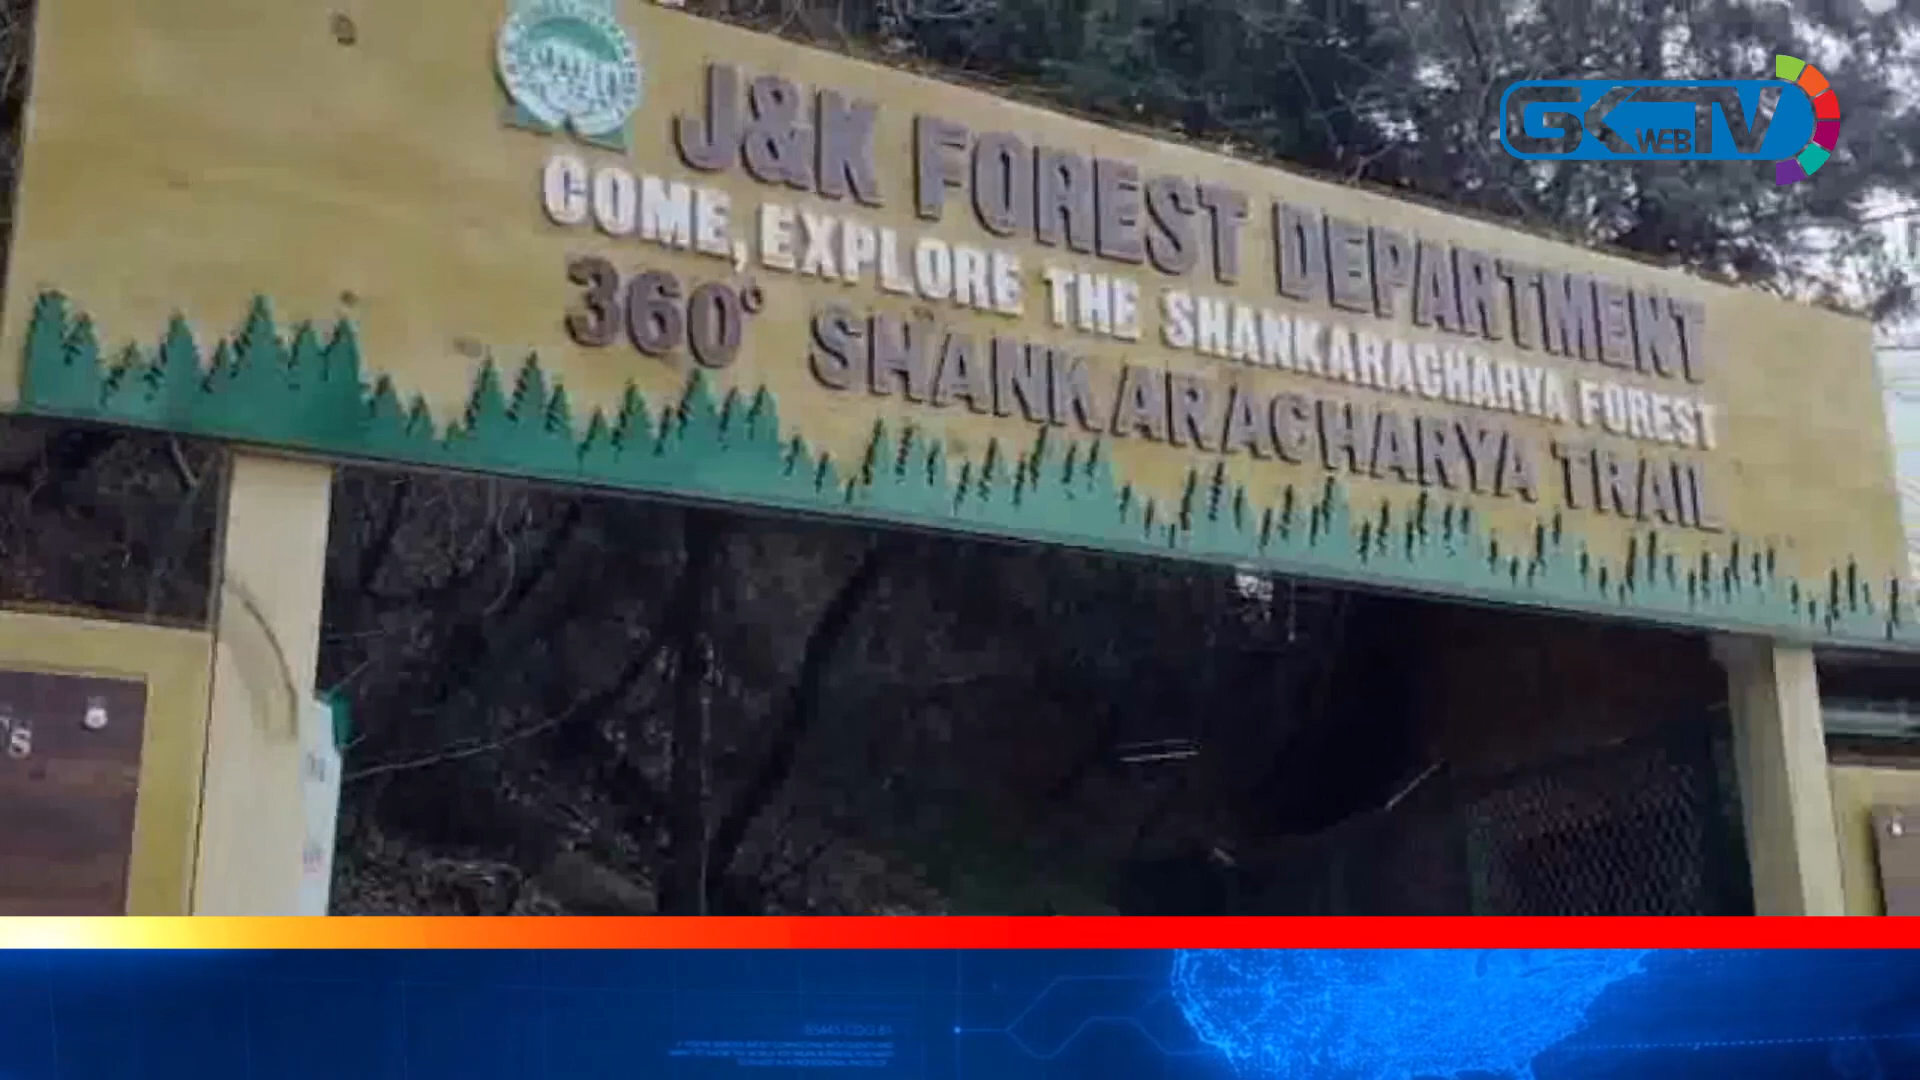 J&K FOREST DEPARTMENT
COME, EXPLORE THE SHANKARACHARYA FOREST
360° SHANKARACHARYA TRAIL
GK WEB TV